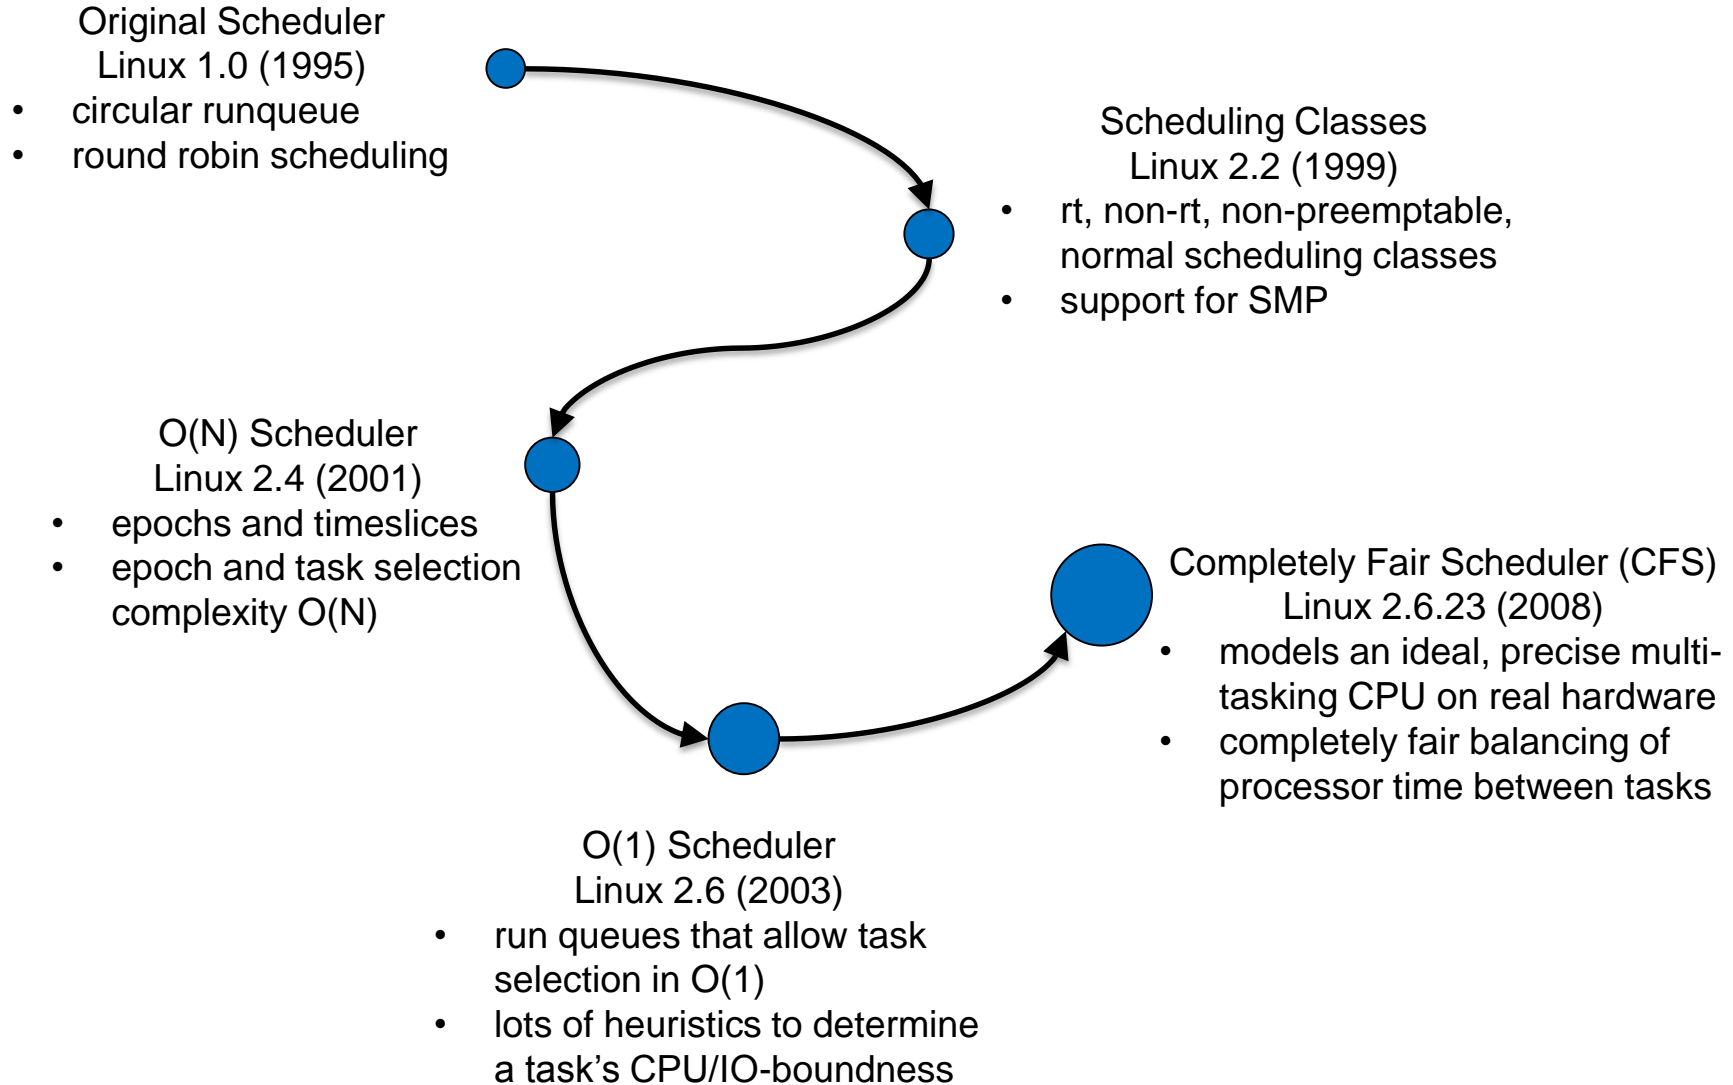 Original Scheduler
Linux 1.0 (1995)
• circular runqueue
• round robin scheduling
Scheduling Classes
Linux 2.2 (1999)
• rt, non-rt, non-preemptable,
normal scheduling classes
• support for SMP
O(N) Scheduler
Linux 2.4 (2001)
• epochs and timeslices
• epoch and task selection
complexity O(N)
O(1) Scheduler
Linux 2.6 (2003)
• run queues that allow task
selection in O(1)
• lots of heuristics to determine
a task’s CPU/IO-boundness
Completely Fair Scheduler (CFS)
Linux 2.6.23 (2008)
• models an ideal, precise multi-
tasking CPU on real hardware
• completely fair balancing of
processor time between tasks